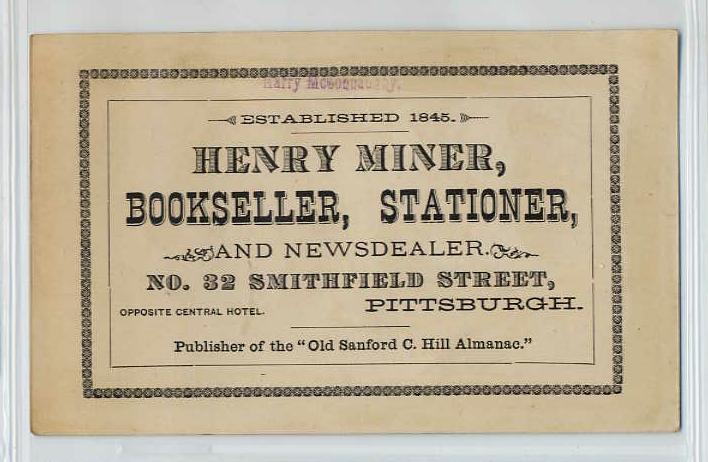 Harry
ESTABLISHED 1845.
HENRY MINER,
BOOKSELLER, STATIONER,
AND NEWSDEALER.
NO. 32 SMITHFIELD STREET,
OPPOSITE CENTRAL HOTEL. PITTSBURGH.
Publisher of the "Old Sanford C. Hill Almanac."